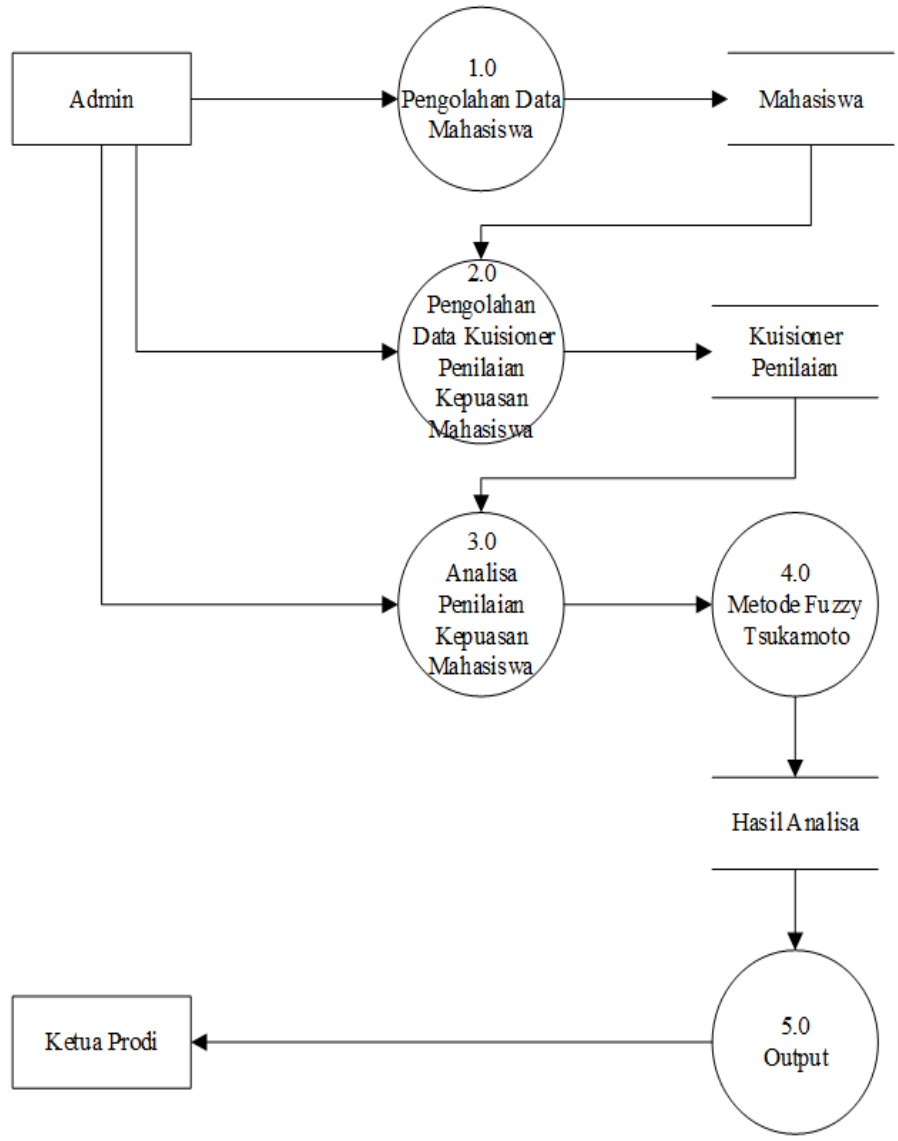 Admin
1.0
Pengolahan Data
Mahasiswa
Mahasiswa
2.0
Pengolahan
Data Kuisioner
Penilaian
Kepuasan
Mahasiswa
Kuisioner
Penilaian
3.0
Analisa
Penilaian
Kepuasan
Mahasiswa
4.0
Metode Fuzzy
Tsukamoto
Hasil Analisa
Ketua Prodi
5.0
Output